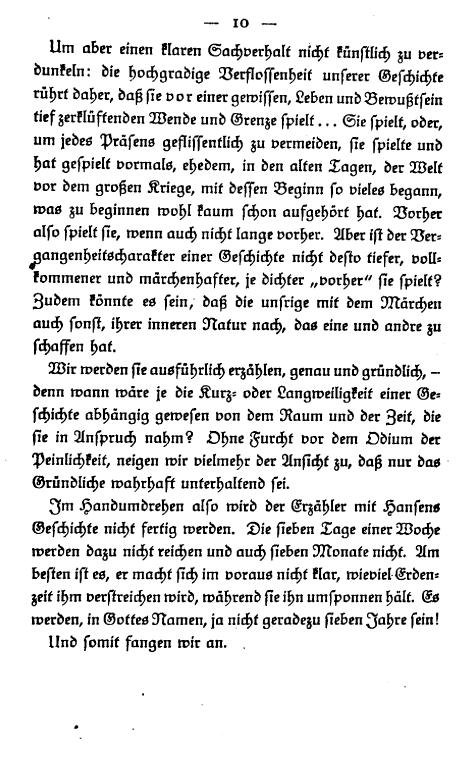 — 10 —
Um aber einen klaren Sachverhalt nicht künstlich zu ver-
dunkeln: die hochgradige Verflossenheit unserer Geschichte
rührt daher, daß sie vor einer gewissen, Leben und Bewußtsein
tief zerklüftenden Wende und Grenze spielt ... Sie spielt, oder,
um jedes Präsens geflissentlich zu vermeiden, sie spielte und
hat gespielt vormals, ehedem, in den alten Tagen, der Welt
vor dem großen Kriege, mit dessen Beginn so vieles begann,
was zu beginnen wohl kaum schon aufgehört hat. Vorher
also spielt sie, wenn auch nicht lange vorher. Aber ist der Ver-
gangenheitscharakter einer Geschichte nicht desto tiefer, voll-
kommener und märchenhafter, je dichter „vorher“ sie spielt?
Zudem könnte es sein, daß die unsrige mit dem Märchen
auch sonst, ihrer inneren Natur nach, das eine und andre zu
schaffen hat.
Wir werden sie ausführlich erzählen, genau und gründlich, –
denn wann wäre je die Kurz- oder Langweiligkeit einer Ge-
schichte abhängig gewesen von dem Raum und der Zeit, die
sie in Anspruch nahm? Ohne Furcht vor dem Odium der
Peinlichkeit, neigen wir vielmehr der Ansicht zu, daß nur das
Gründliche wahrhaft unterhaltend sei.
Im Handumdrehen also wird der Erzähler mit Hansens
Geschichte nicht fertig werden. Die sieben Tage einer Woche
werden dazu nicht reichen und auch sieben Monate nicht. Am
besten ist es, er macht sich im voraus nicht klar, wieviel Erden-
zeit ihm verstreichen wird, während sie ihn umsponnen hält. Es
werden, in Gottes Namen, ja nicht geradezu sieben Jahre sein!
Und somit fangen wir an.